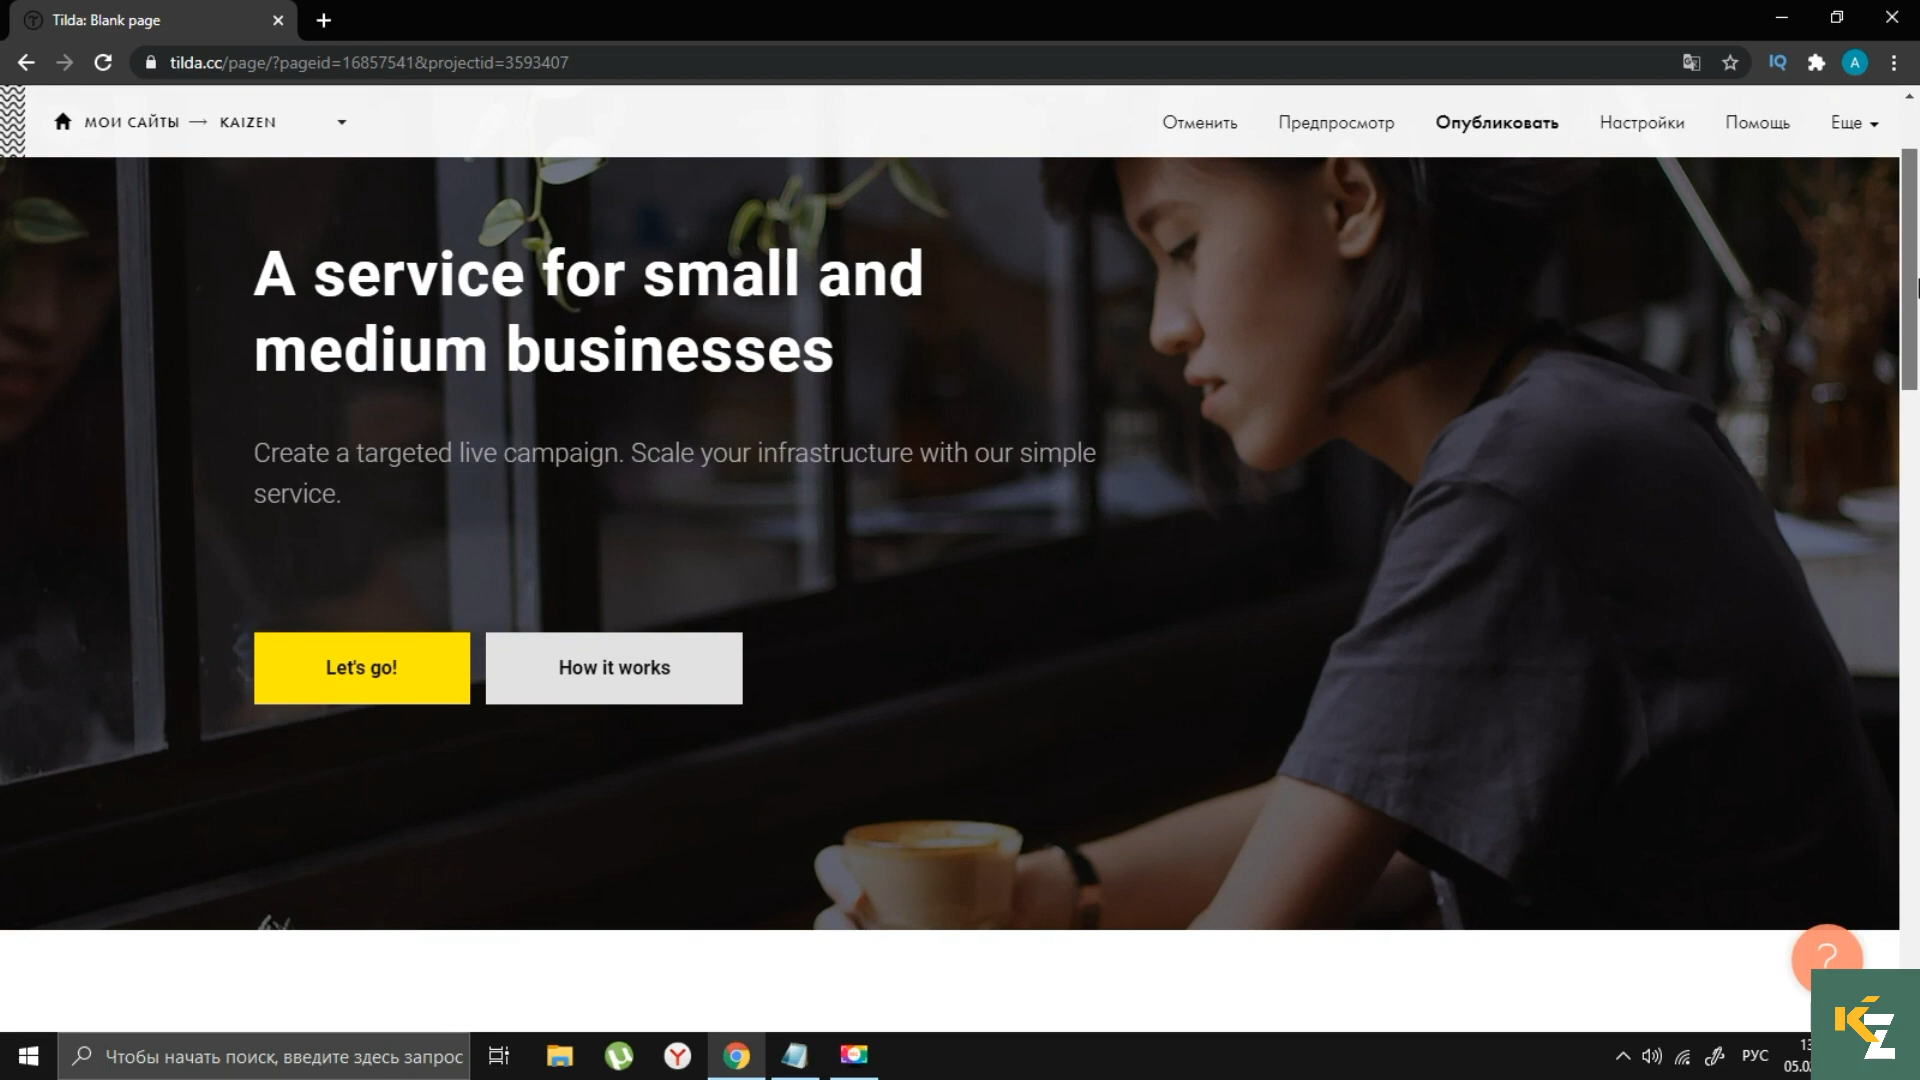 Tilda: Blank page
tilda.cc/page/?pageid=16857541&projectid=3593407
IQ
A
МОИ САЙТЫ → KAIZEN
Отменить
Предпросмотр
Опубликовать
Настройки
Помощь
Еще
A service for small and
medium businesses
Create a targeted live campaign. Scale your infrastructure with our simple
service.
Let's go!
How it works
?
KZ
Чтобы начать поиск, введите здесь запрос
РУС